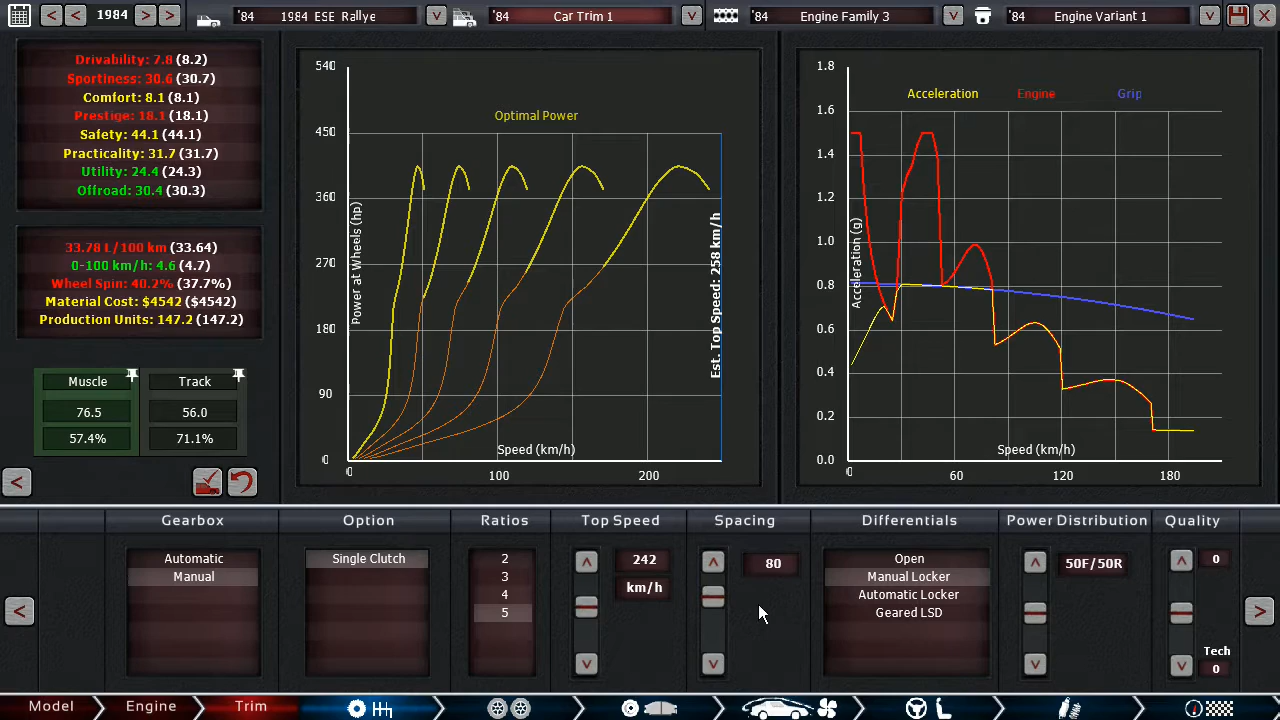 1984
'84 1984 ESE Rallye
'84 Car Trim 1
'84 Engine Family 3
'84 Engine Variant 1
Drivability: 7.8 (8.2)
Sportiness: 30.6 (30.7)
Comfort: 8.1 (8.1)
Prestige: 18.1 (18.1)
Safety: 44.1 (44.1)
Practicality: 31.7 (31.7)
Utility: 24.4 (24.3)
Offroad: 30.4 (30.3)
33.78 L/100 km (33.64)
0-100 km/h: 4.6 (4.7)
Wheel Spin: 40.2% (37.7%)
Material Cost: $4542 ($4542)
Production Units: 147.2 (147.2)
Muscle Track
76.5 56.0
57.4% 71.1%
540
450
360
270
180
90
0
Optimal Power
Power at Wheels (hp)
Est. Top Speed: 258 km/h
Speed (km/h)
0 100 200
1.8
1.6
1.4
1.2
1.0
0.8
0.6
0.4
0.2
0.0
Acceleration Engine Grip
Acceleration (g)
Speed (km/h)
0 60 120 180
Gearbox
Automatic
Manual
Option
Single Clutch
Ratios
2
3
4
5
Top Speed
242
km/h
Spacing
80
Differentials
Open
Manual Locker
Automatic Locker
Geared LSD
Power Distribution
50F/50R
Quality
0
Tech
0
Model Engine Trim